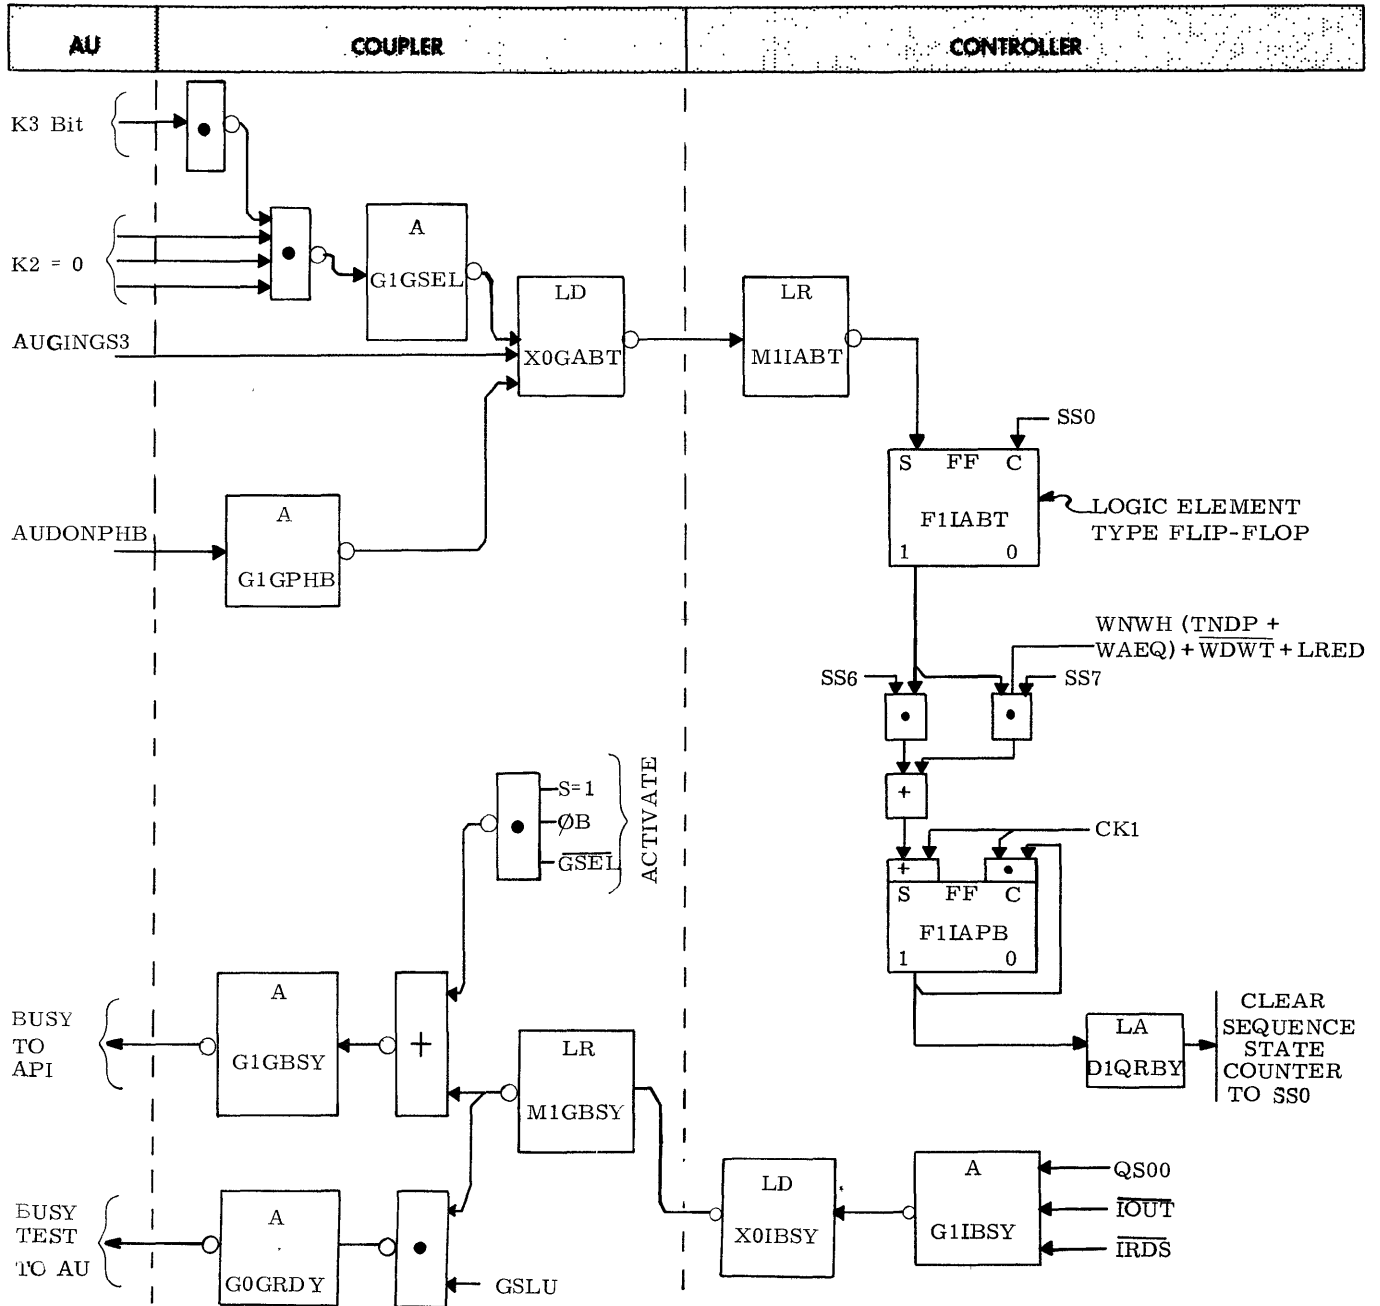 AU COUPLER CONTROLLER
K3 Bit
K2 = 0
A
G1GSEL
AUGINGS3
LD
X0GABT
LR
M1IABT
SS0
S FF C
F1IABT
1 0
LOGIC ELEMENT
TYPE FLIP-FLOP
AUDONPHB
A
G1GPHB
WNWH (TNDP +
WAEQ) + WDWT + LRED
SS6
SS7
+
S=1
ØB
GSEL
ACTIVATE
CK1
+
S FF C
F1IAPB
1 0
LA
D1QRBY
CLEAR
SEQUENCE
STATE
COUNTER
TO SS0
BUSY
TO
API
A
G1GBSY
+
LR
M1GBSY
BUSY
TEST
TO AU
A
G0GRDY
GSLU
LD
X0IBSY
A
G1IBSY
QS00
IOUT
IRDS